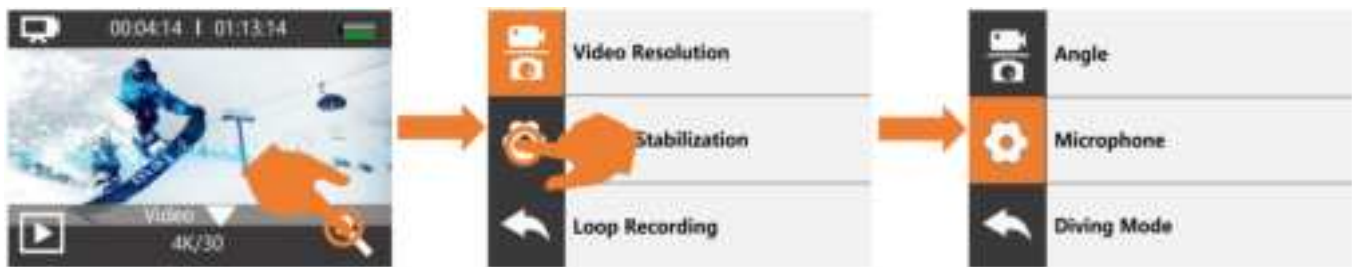 00:04:14 | 01:13:14
Video
4K/30
Video Resolution
Stabilization
Loop Recording
Angle
Microphone
Diving Mode